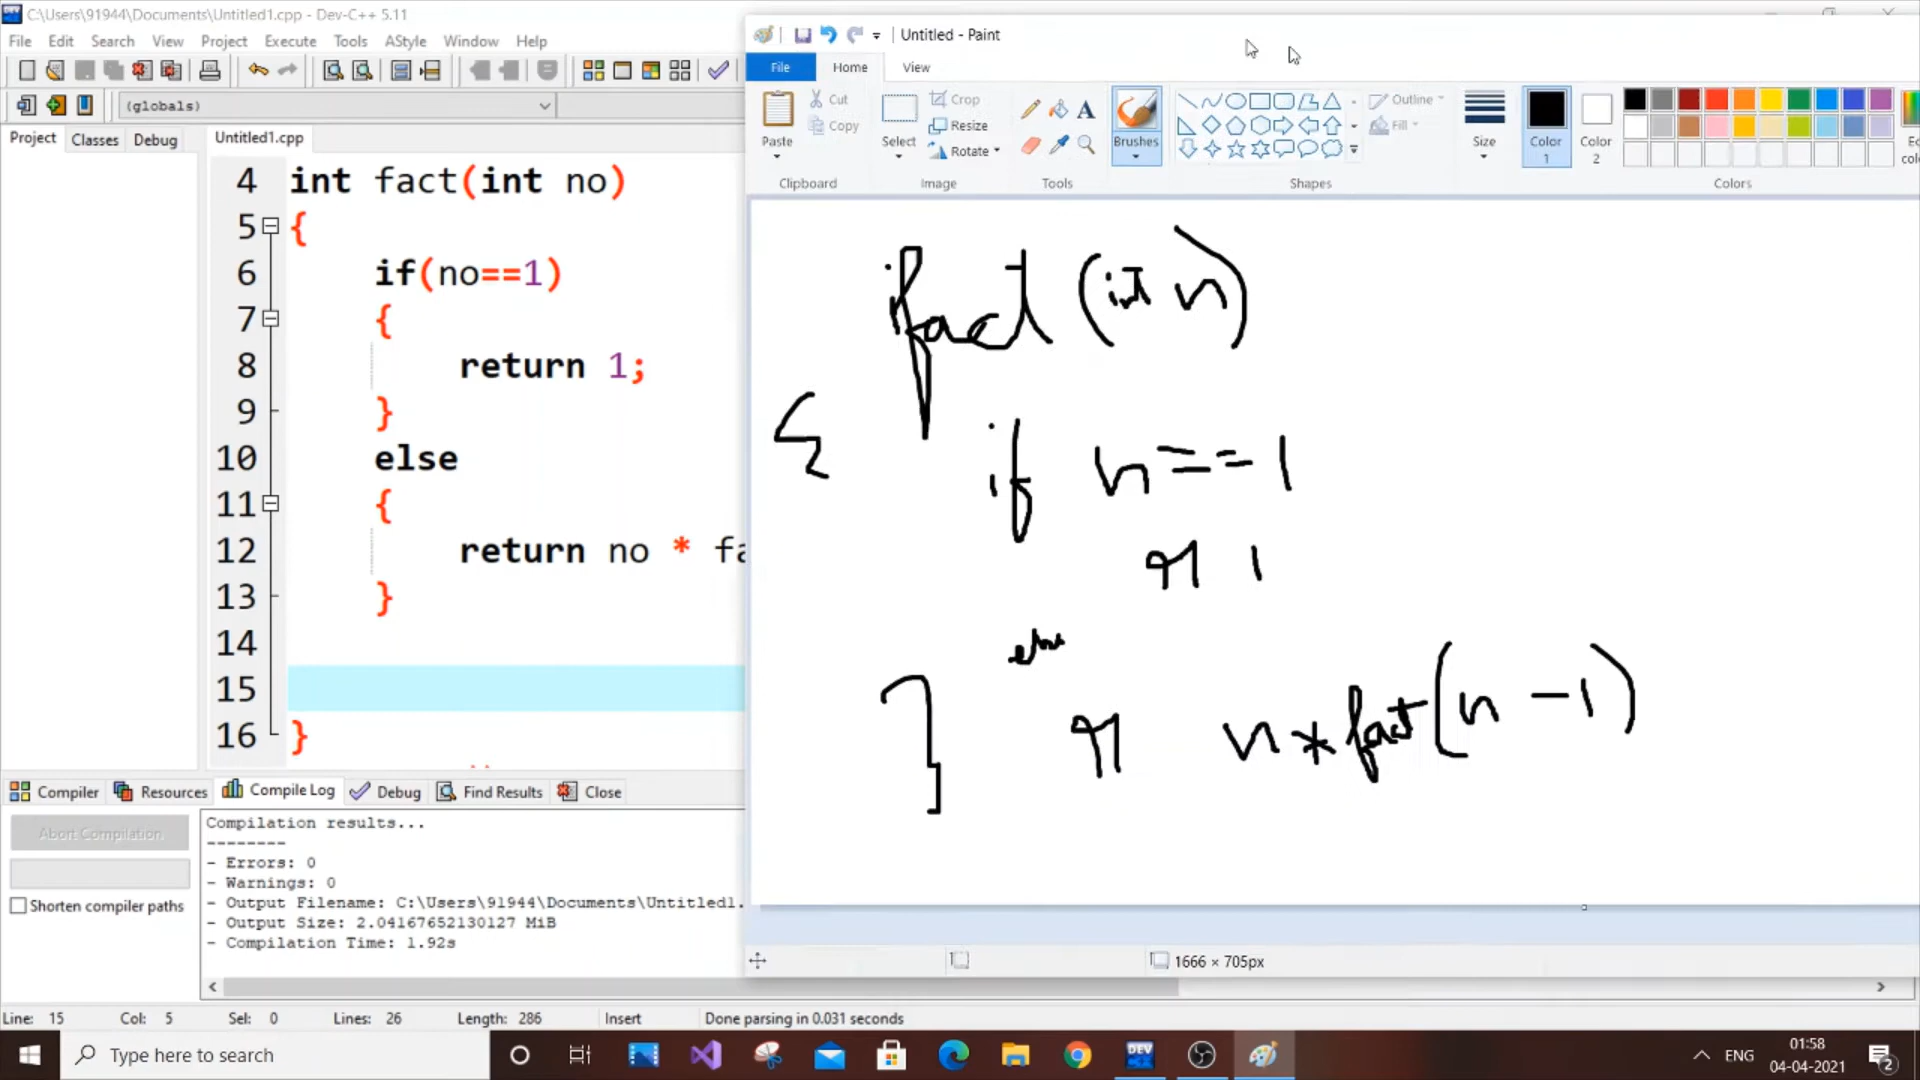 C:\Users\91944\Documents\Untitled1.cpp - Dev-C++ 5.11
File Edit Search View Project Execute Tools AStyle Window Help
(globals)
Project Classes Debug
Untitled1.cpp
4 int fact(int no)
5 {
6 if(no==1)
7 {
8 return 1;
9 }
10 else
11 {
12 return no * fa
13 }
14
15
16 }
Compiler Resources Compile Log Debug Find Results Close
Abort Compilation
Shorten compiler paths
Compilation results...
--------
- Errors: 0
- Warnings: 0
- Output Filename: C:\Users\91944\Documents\Untitled1.
- Output Size: 2.04167652130127 MiB
- Compilation Time: 1.92s
Line: 15 Col: 5 Sel: 0 Lines: 26 Length: 286 Insert Done parsing in 0.031 seconds
Untitled - Paint
File Home View
Paste Cut Copy
Clipboard
Select Crop Resize Rotate
Image
A
Brushes
Tools
Outline Fill
Shapes
Size
Color 1 Color 2
Colors
fact (int n)
{
if n == 1
r 1
else
r n * fact (n - 1)
}
1666 × 705px
Type here to search
DEV
ENG
01:58
04-04-2021
2